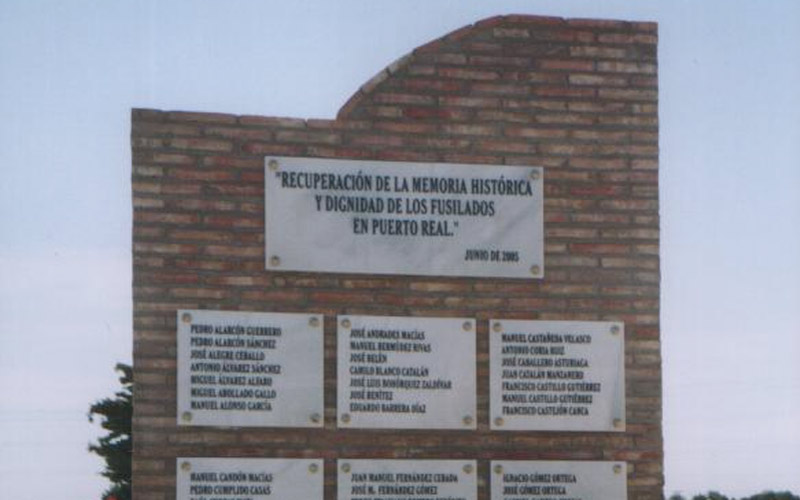 "RECUPERACIÓN DE LA MEMORIA HISTÓRICA
Y DIGNIDAD DE LOS FUSILADOS
EN PUERTO REAL."
JUNIO DE 2005
PEDRO ALARCÓN GUERRERO
PEDRO ALARCÓN SÁNCHEZ
JOSÉ ALEGRE CEBALLO
ANTONIO ÁLVAREZ SÁNCHEZ
MIGUEL ÁLVAREZ ALFARO
MIGUEL ABOLLADO GALLO
MANUEL ALONSO GARCÍA
JOSÉ ANDRADES MACÍAS
MANUEL BERMÚDEZ RIVAS
JOSÉ BELÉN
CAMILO BLANCO CATALÁN
JOSÉ LUIS BOHÓRQUEZ ZALDÍVAR
JOSÉ BENÍTEZ
EDUARDO BARRERA DÍAZ
MANUEL CASTAÑEDA VELASCO
ANTONIO CORIA RUIZ
JOSÉ CABALLERO ASTURIAGA
JUAN CATALÁN MANZANERO
FRANCISCO CASTILLO GUTIÉRREZ
MANUEL CASTILLO GUTIÉRREZ
FRANCISCO CASTEJÓN CANCA
MANUEL CANDÓN MACÍAS
PEDRO CUMPLIDO CASAS
JUAN MANUEL FERNÁNDEZ CERADA
JOSÉ M. FERNÁNDEZ GÓMEZ
IGNACIO GÓMEZ ORTEGA
JOSÉ GÓMEZ ORTEGA